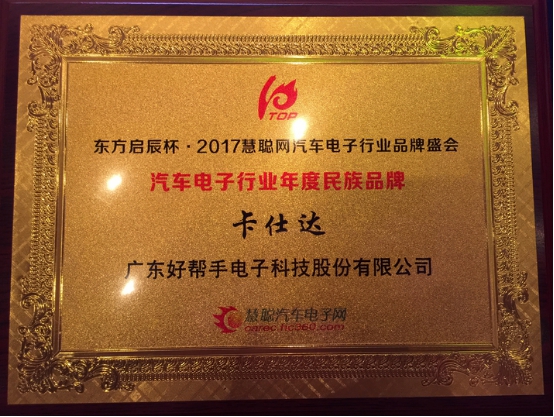 TOP
东方启辰杯·2017慧聪网汽车电子行业品牌盛会
汽车电子行业年度民族品牌
卡仕达
广东好帮手电子科技股份有限公司
慧聪汽车电子网
carec.hc360.com